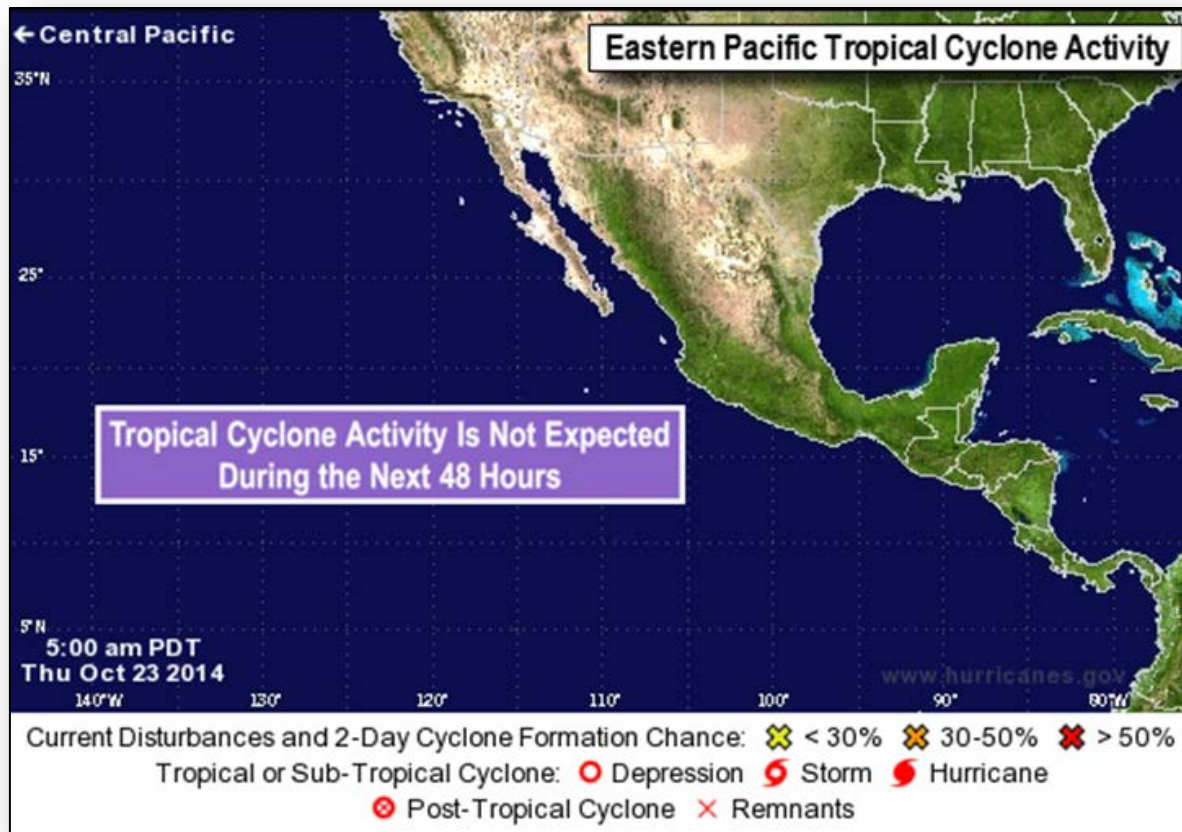 ←Central Pacific
Eastern Pacific Tropical Cyclone Activity
35°N
25°
Tropical Cyclone Activity Is Not Expected
During the Next 48 Hours
15°
5°N
5:00 am PDT
Thu Oct 23 2014
www.hurricanes.gov
140°W 130° 120° 110° 100° 90° 80°W
Current Disturbances and 2-Day Cyclone Formation Chance: < 30% 30-50% > 50%
Tropical or Sub-Tropical Cyclone: Depression Storm Hurricane
Post-Tropical Cyclone Remnants